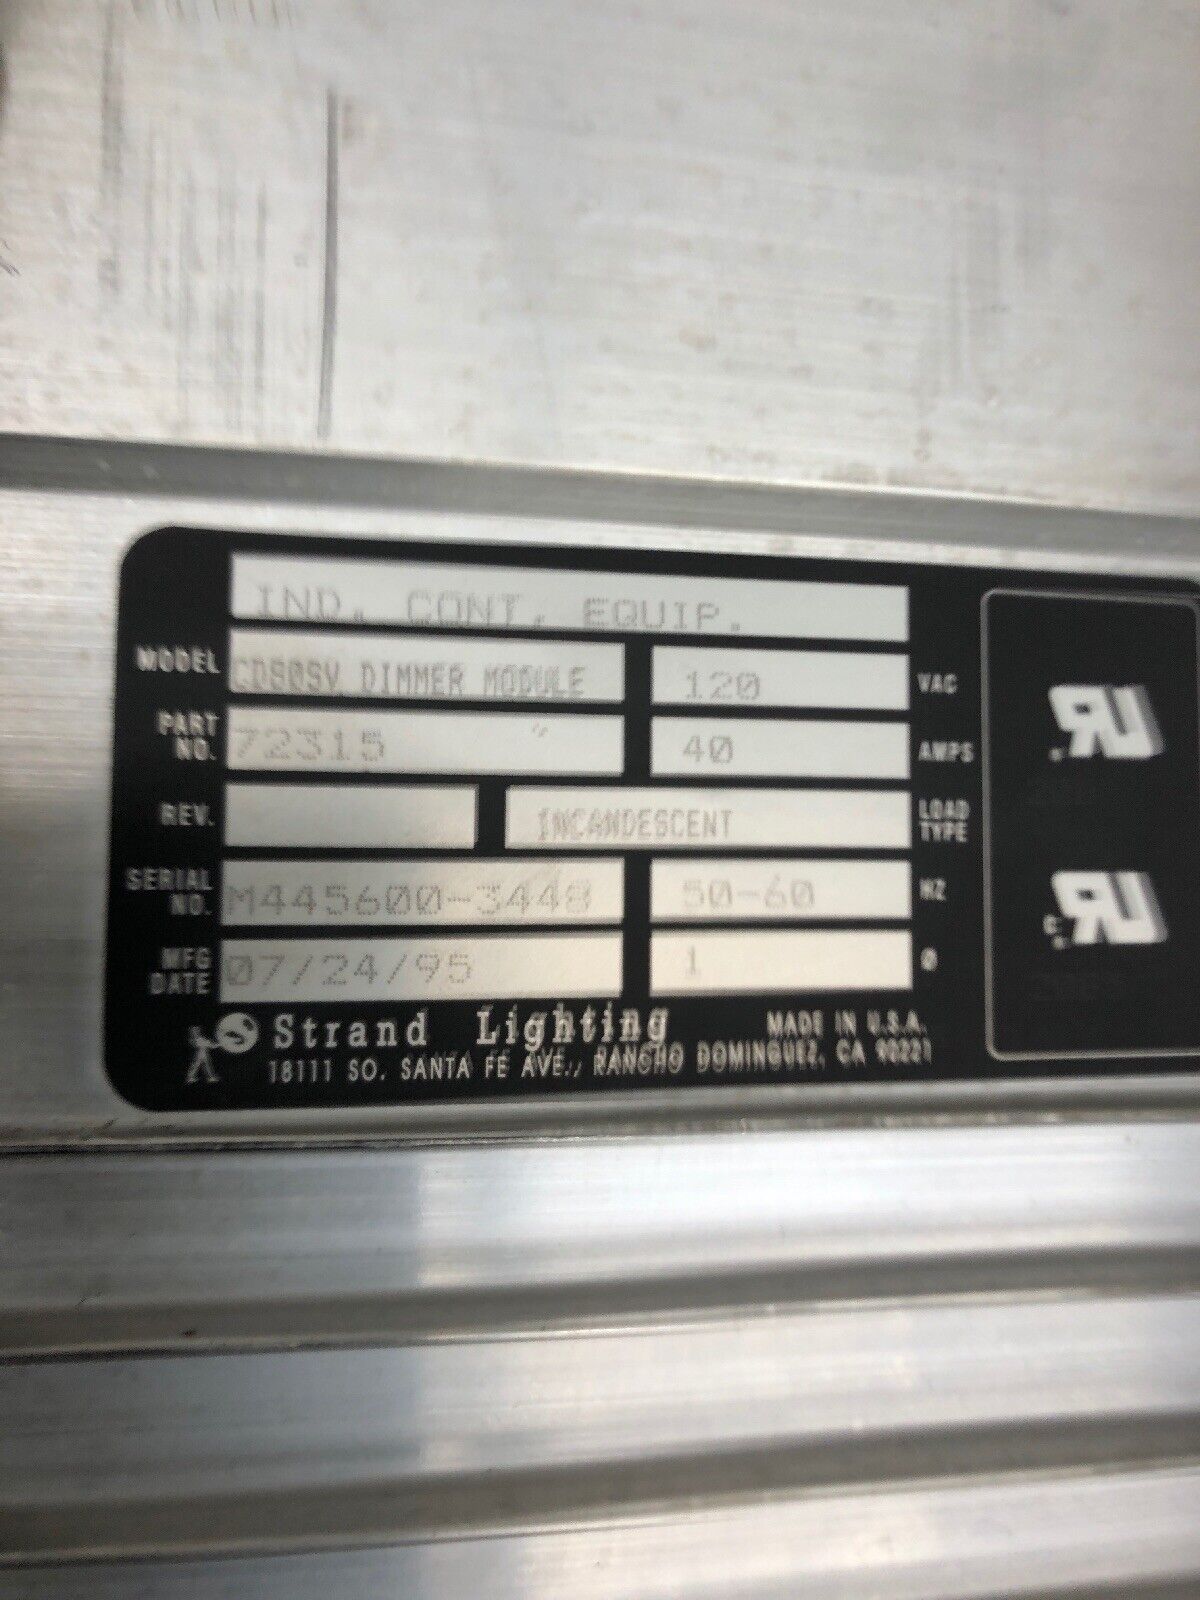 IND. CONT. EQUIP.
MODEL CD80SV DIMMER MODULE 120 VAC
PART NO. 72315 40 AMPS
REV. INCANDESCENT LOAD TYPE
SERIAL NO. M445600-3448 50-60 HZ
MFG DATE 07/24/95 1 Ø
Strand Lighting MADE IN U.S.A.
18111 SO. SANTA FE AVE., RANCHO DOMINGUEZ, CA 90221